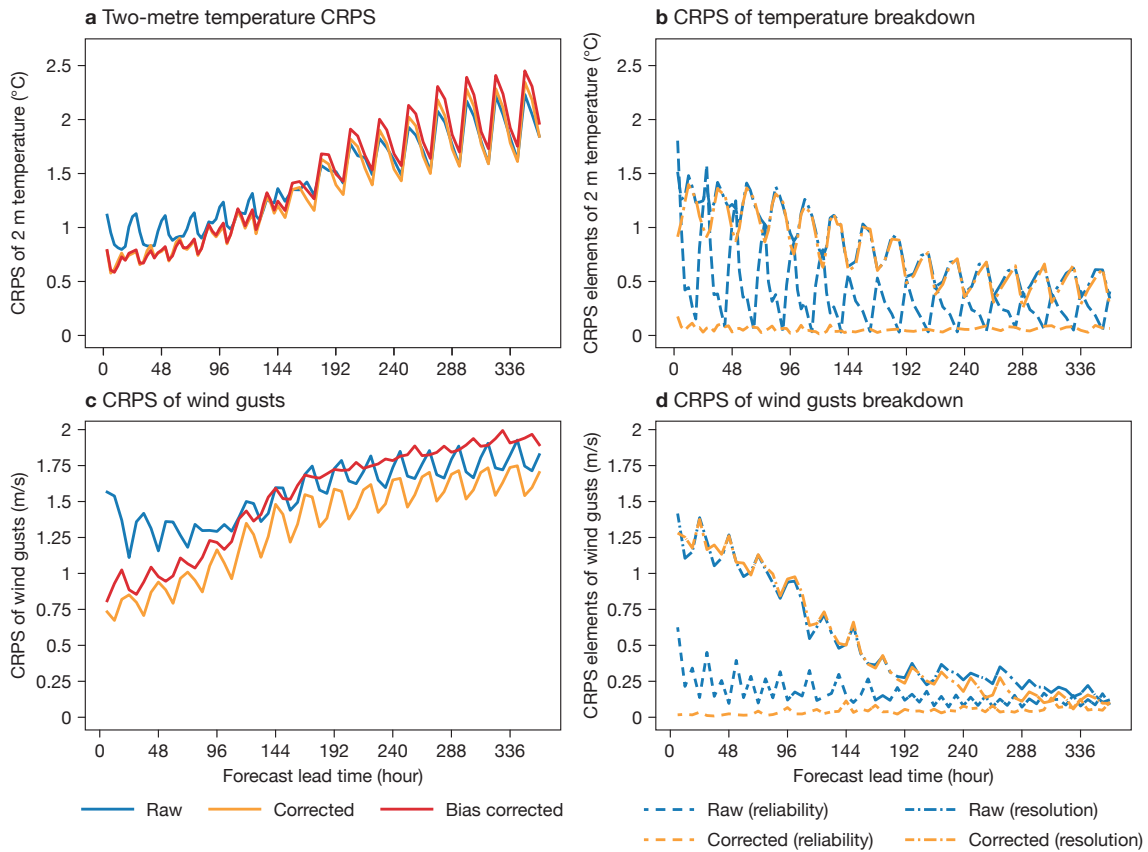 a Two-metre temperature CRPS
CRPS of 2 m temperature (°C)
2.5
2
1.5
1
0.5
0
0 48 96 144 192 240 288 336
b CRPS of temperature breakdown
CRPS elements of 2 m temperature (°C)
2.5
2
1.5
1
0.5
0
0 48 96 144 192 240 288 336
c CRPS of wind gusts
CRPS of wind gusts (m/s)
2
1.75
1.5
1.25
1
0.75
0.5
0.25
0
0 48 96 144 192 240 288 336
Forecast lead time (hour)
d CRPS of wind gusts breakdown
CRPS elements of wind gusts (m/s)
2
1.75
1.5
1.25
1
0.75
0.5
0.25
0
0 48 96 144 192 240 288 336
Forecast lead time (hour)
Raw Corrected Bias corrected
Raw (reliability) Raw (resolution)
Corrected (reliability) Corrected (resolution)